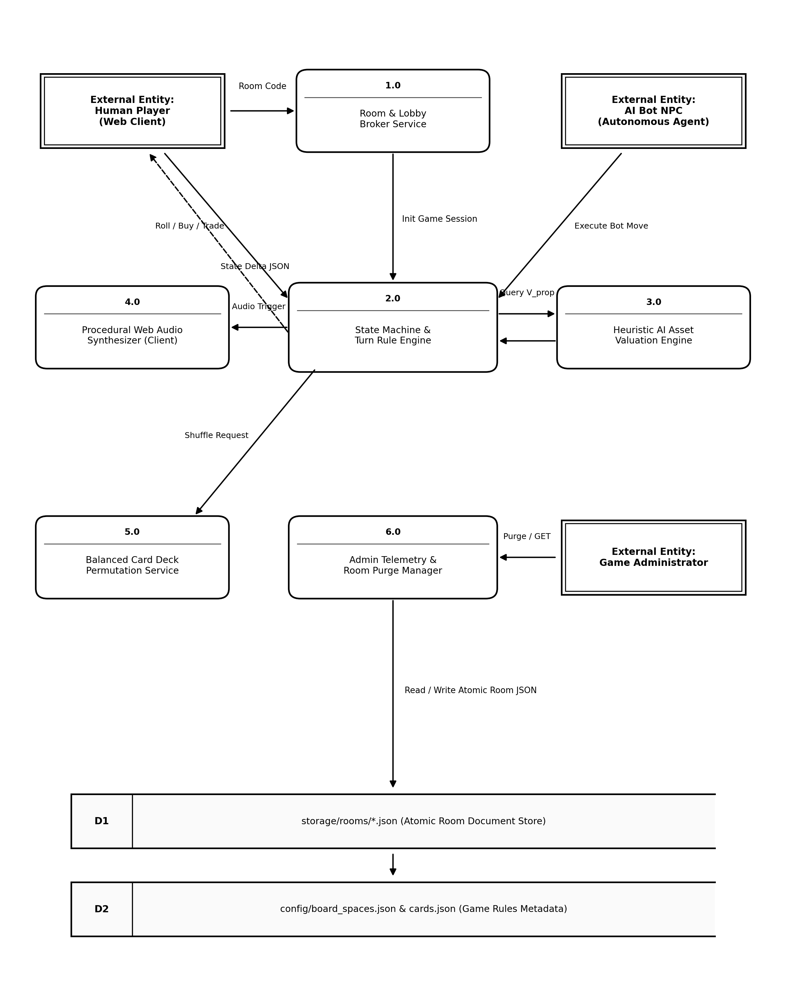 External Entity:
Human Player
(Web Client)
Room Code
1.0
Room & Lobby
Broker Service
External Entity:
AI Bot NPC
(Autonomous Agent)
Roll / Buy / Trade
Init Game Session
Execute Bot Move
State Delta JSON
4.0
Procedural Web Audio
Synthesizer (Client)
Audio Trigger
2.0
State Machine &
Turn Rule Engine
Query V_prop
3.0
Heuristic AI Asset
Valuation Engine
Shuffle Request
5.0
Balanced Card Deck
Permutation Service
6.0
Admin Telemetry &
Room Purge Manager
Purge / GET
External Entity:
Game Administrator
Read / Write Atomic Room JSON
D1
storage/rooms/*.json (Atomic Room Document Store)
D2
config/board_spaces.json & cards.json (Game Rules Metadata)